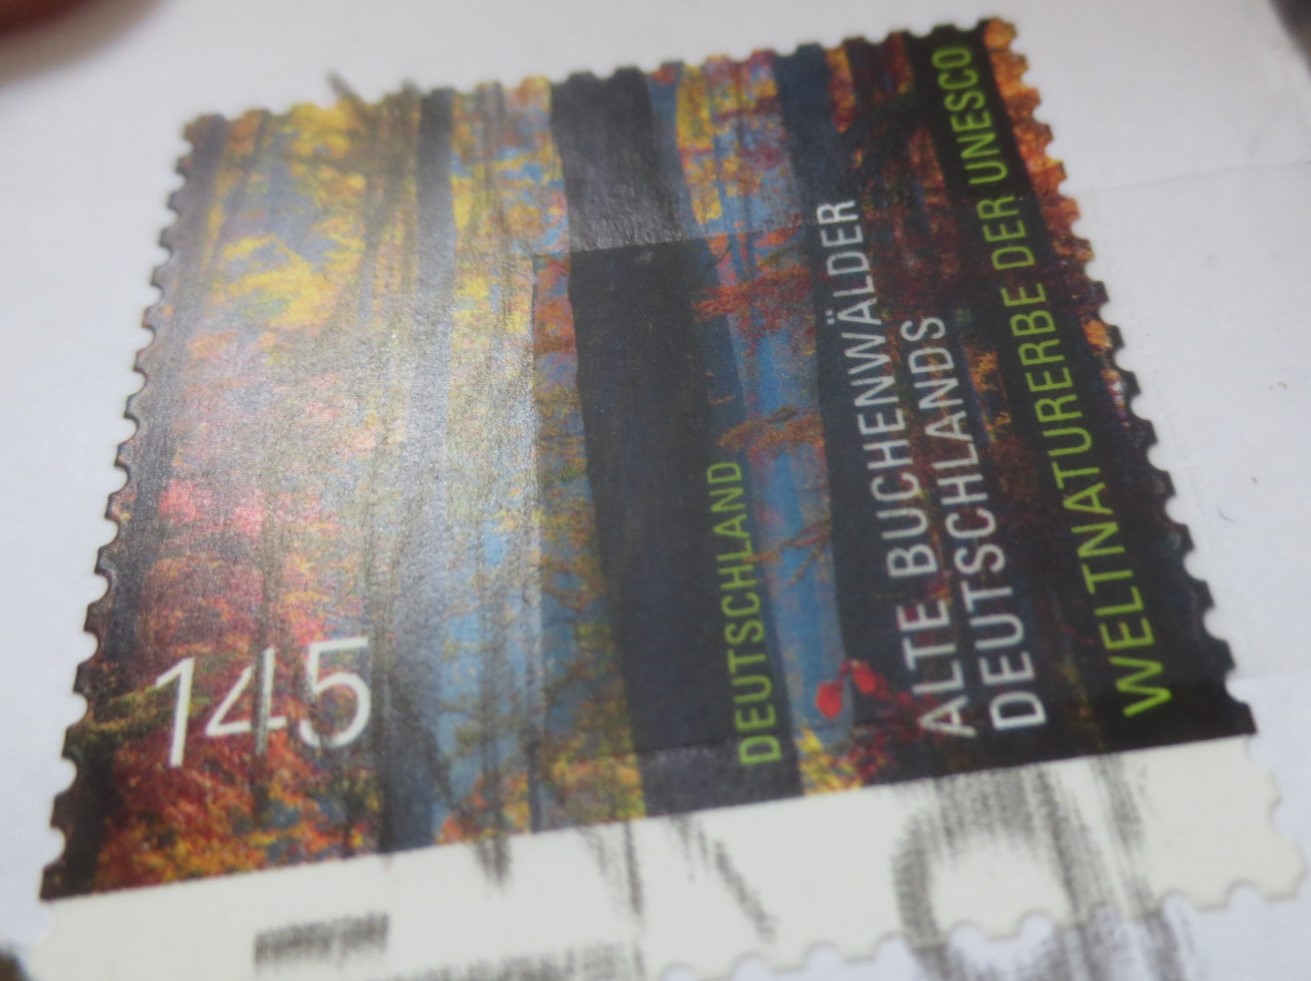 145
DEUTSCHLAND
ALTE BUCHENWÄLDER
DEUTSCHLANDS
WELTNATURERBE DER UNESCO